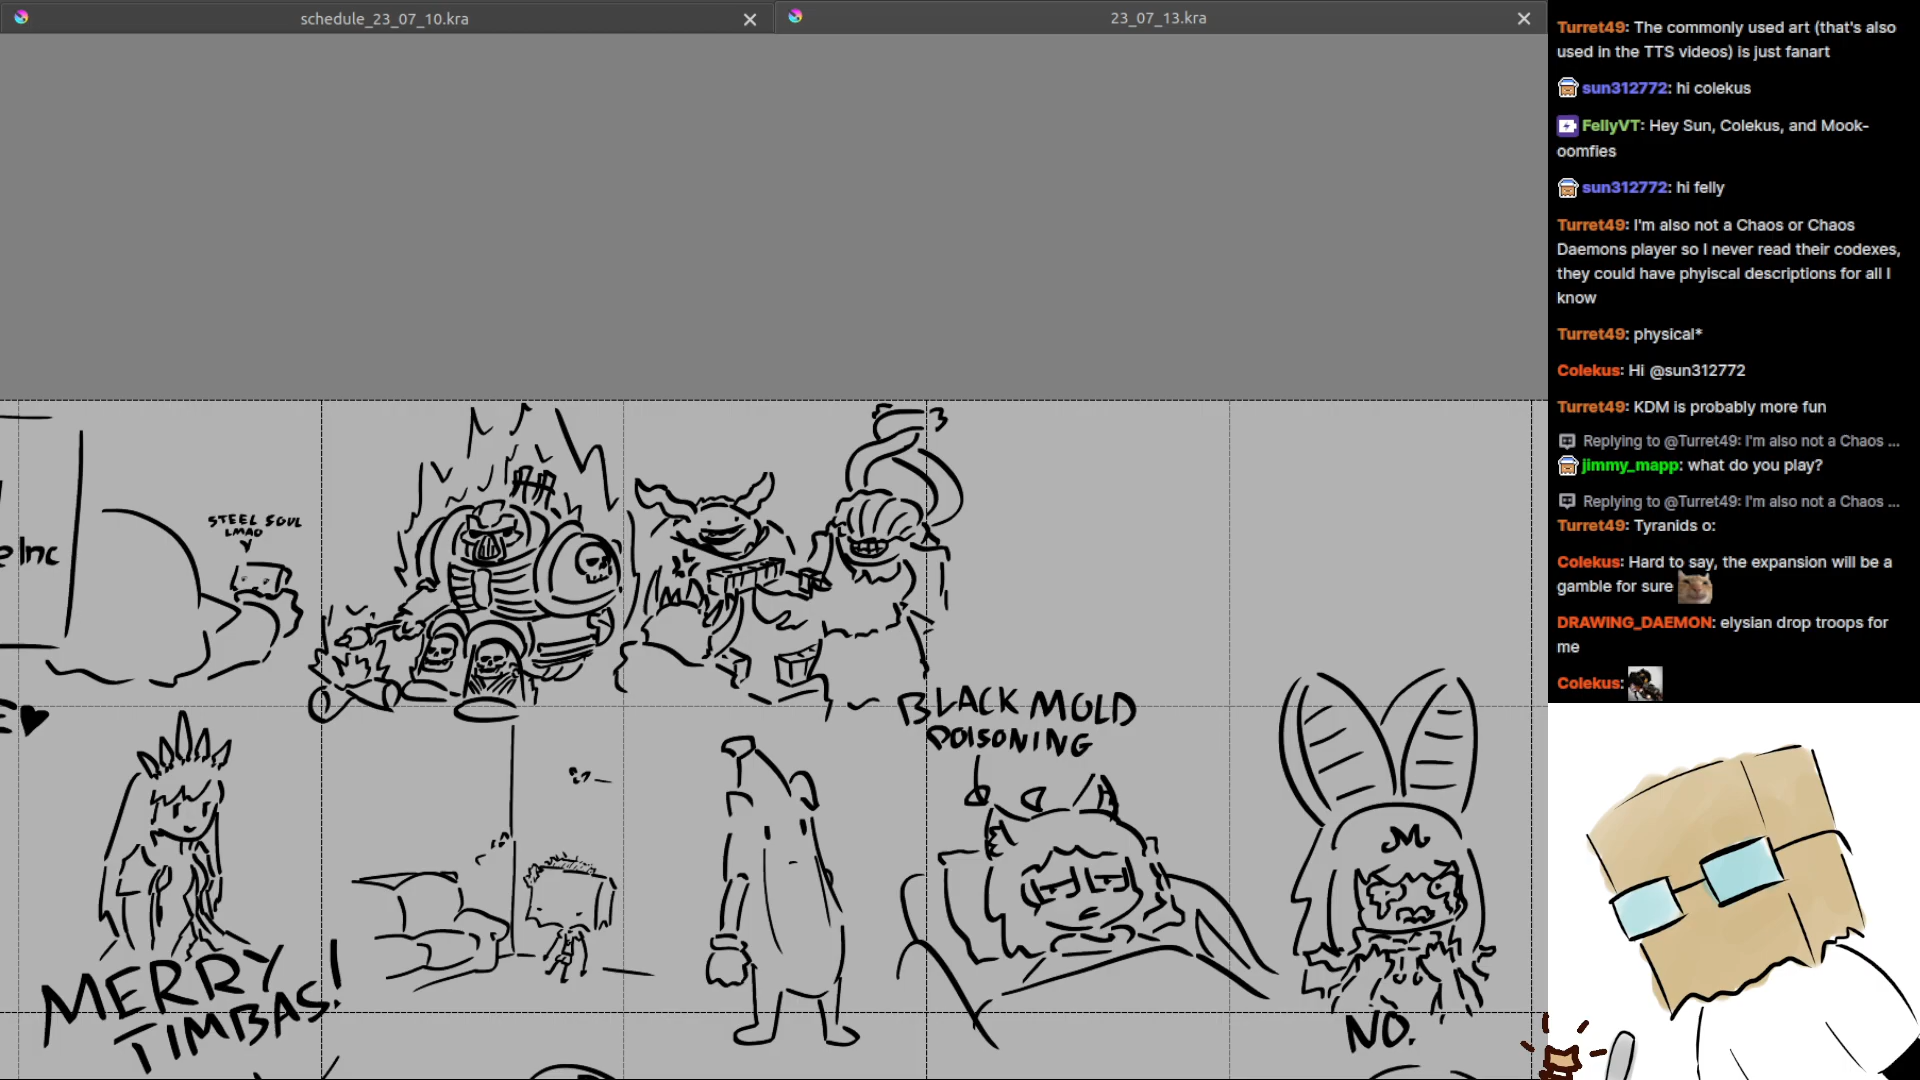 schedule_23_07_10.kra
23_07_13.kra
Turret49: The commonly used art (that's also
used in the TTS videos) is just fanart
sun312772: hi colekus
FellyVT: Hey Sun, Colekus, and Mook-
oomfies
sun312772: hi felly
Turret49: I'm also not a Chaos or Chaos
Daemons player so I never read their codexes,
they could have phyiscal descriptions for all I
know
Turret49: physical*
Colekus: Hi @sun312772
Turret49: KDM is probably more fun
Replying to @Turret49: I'm also not a Chaos ...
jimmy_mapp: what do you play?
Replying to @Turret49: I'm also not a Chaos ...
Turret49: Tyranids o:
Colekus: Hard to say, the expansion will be a
gamble for sure
DRAWING_DAEMON: elysian drop troops for
me
Colekus:
STEEL SOUL
LMAO
eInc
BLACK MOLD
POISONING
M
MERRY
TIMBAS!
NO.